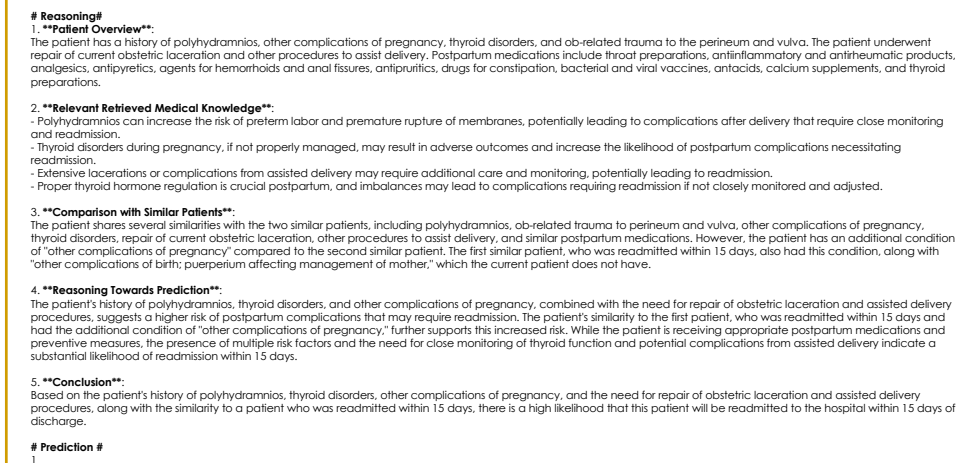 # Reasoning#
1. **Patient Overview**:
The patient has a history of polyhydramnios, other complications of pregnancy, thyroid disorders, and ob-related trauma to the perineum and vulva. The patient underwent
repair of current obstetric laceration and other procedures to assist delivery. Postpartum medications include throat preparations, antiinflammatory and antirheumatic products,
analgesics, antipyretics, agents for hemorrhoids and anal fissures, antipruritics, drugs for constipation, bacterial and viral vaccines, antacids, calcium supplements, and thyroid
preparations.
2. **Relevant Retrieved Medical Knowledge**:
- Polyhydramnios can increase the risk of preterm labor and premature rupture of membranes, potentially leading to complications after delivery that require close monitoring
and readmission.
- Thyroid disorders during pregnancy, if not properly managed, may result in adverse outcomes and increase the likelihood of postpartum complications necessitating
readmission.
- Extensive lacerations or complications from assisted delivery may require additional care and monitoring, potentially leading to readmission.
- Proper thyroid hormone regulation is crucial postpartum, and imbalances may lead to complications requiring readmission if not closely monitored and adjusted.
3. **Comparison with Similar Patients**:
The patient shares several similarities with the two similar patients, including polyhydramnios, ob-related trauma to perineum and vulva, other complications of pregnancy,
thyroid disorders, repair of current obstetric laceration, other procedures to assist delivery, and similar postpartum medications. However, the patient has an additional condition
of "other complications of pregnancy" compared to the second similar patient. The first similar patient, who was readmitted within 15 days, also had this condition, along with
"other complications of birth; puerperium affecting management of mother," which the current patient does not have.
4. **Reasoning Towards Prediction**:
The patient's history of polyhydramnios, thyroid disorders, and other complications of pregnancy, combined with the need for repair of obstetric laceration and assisted delivery
procedures, suggests a higher risk of postpartum complications that may require readmission. The patient's similarity to the first patient, who was readmitted within 15 days and
had the additional condition of "other complications of pregnancy," further supports this increased risk. While the patient is receiving appropriate postpartum medications and
preventive measures, the presence of multiple risk factors and the need for close monitoring of thyroid function and potential complications from assisted delivery indicate a
substantial likelihood of readmission within 15 days.
5. **Conclusion**:
Based on the patient's history of polyhydramnios, thyroid disorders, other complications of pregnancy, and the need for repair of obstetric laceration and assisted delivery
procedures, along with the similarity to a patient who was readmitted within 15 days, there is a high likelihood that this patient will be readmitted to the hospital within 15 days of
discharge.
# Prediction #
1